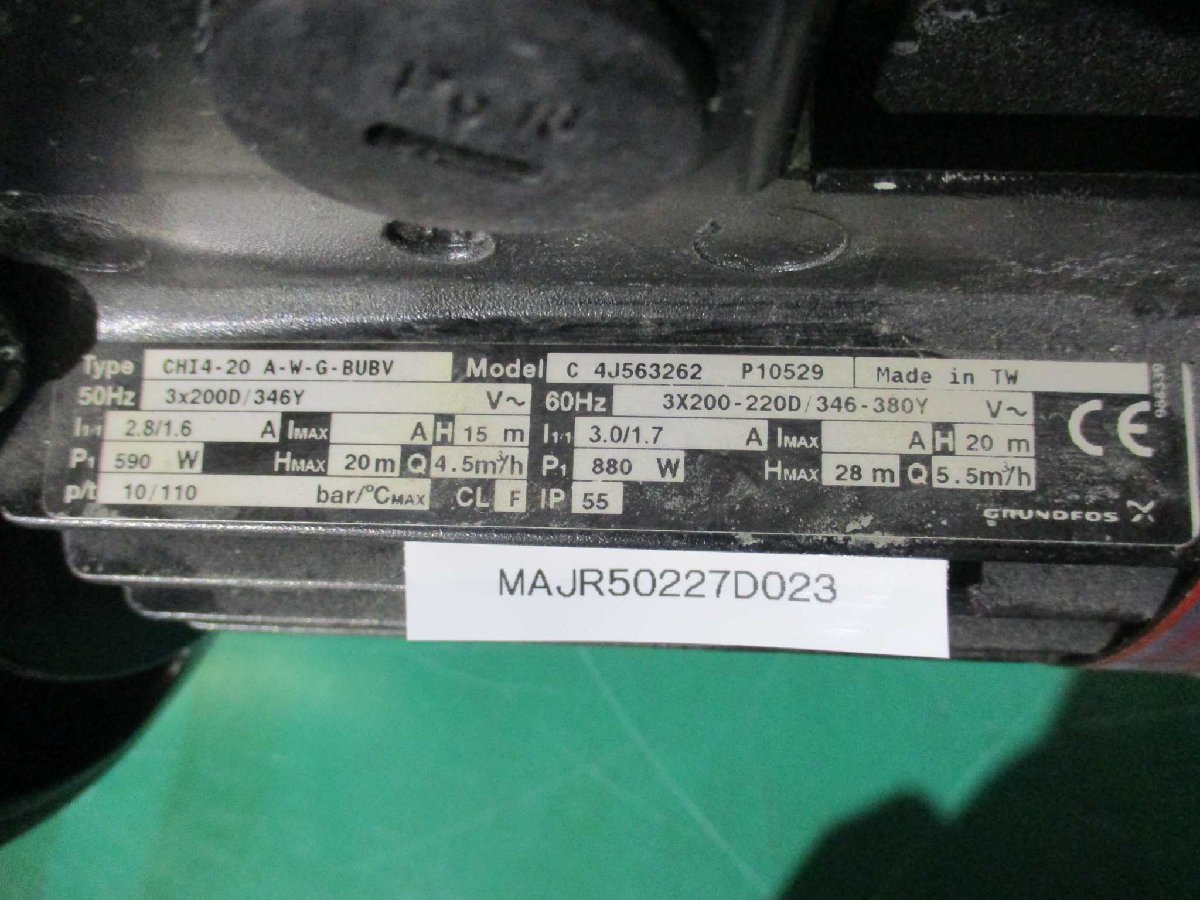 Type CHI4-20 A-W-G-BUBV Model C 4J563262 P10529 Made in TW
50Hz 3x200D/346Y V~ 60Hz 3X200-220D/346-380Y V~
I1/1 2.8/1.6 A IMAX A H 15 m I1/1 3.0/1.7 A IMAX A H 20 m
P1 590 W HMAX 20 m Q 4.5m³/h P1 880 W HMAX 28 m Q 5.5m³/h
p/t 10/110 bar/°CMAX CL F IP 55
CE
GRUNDFOS
MAJR50227D023